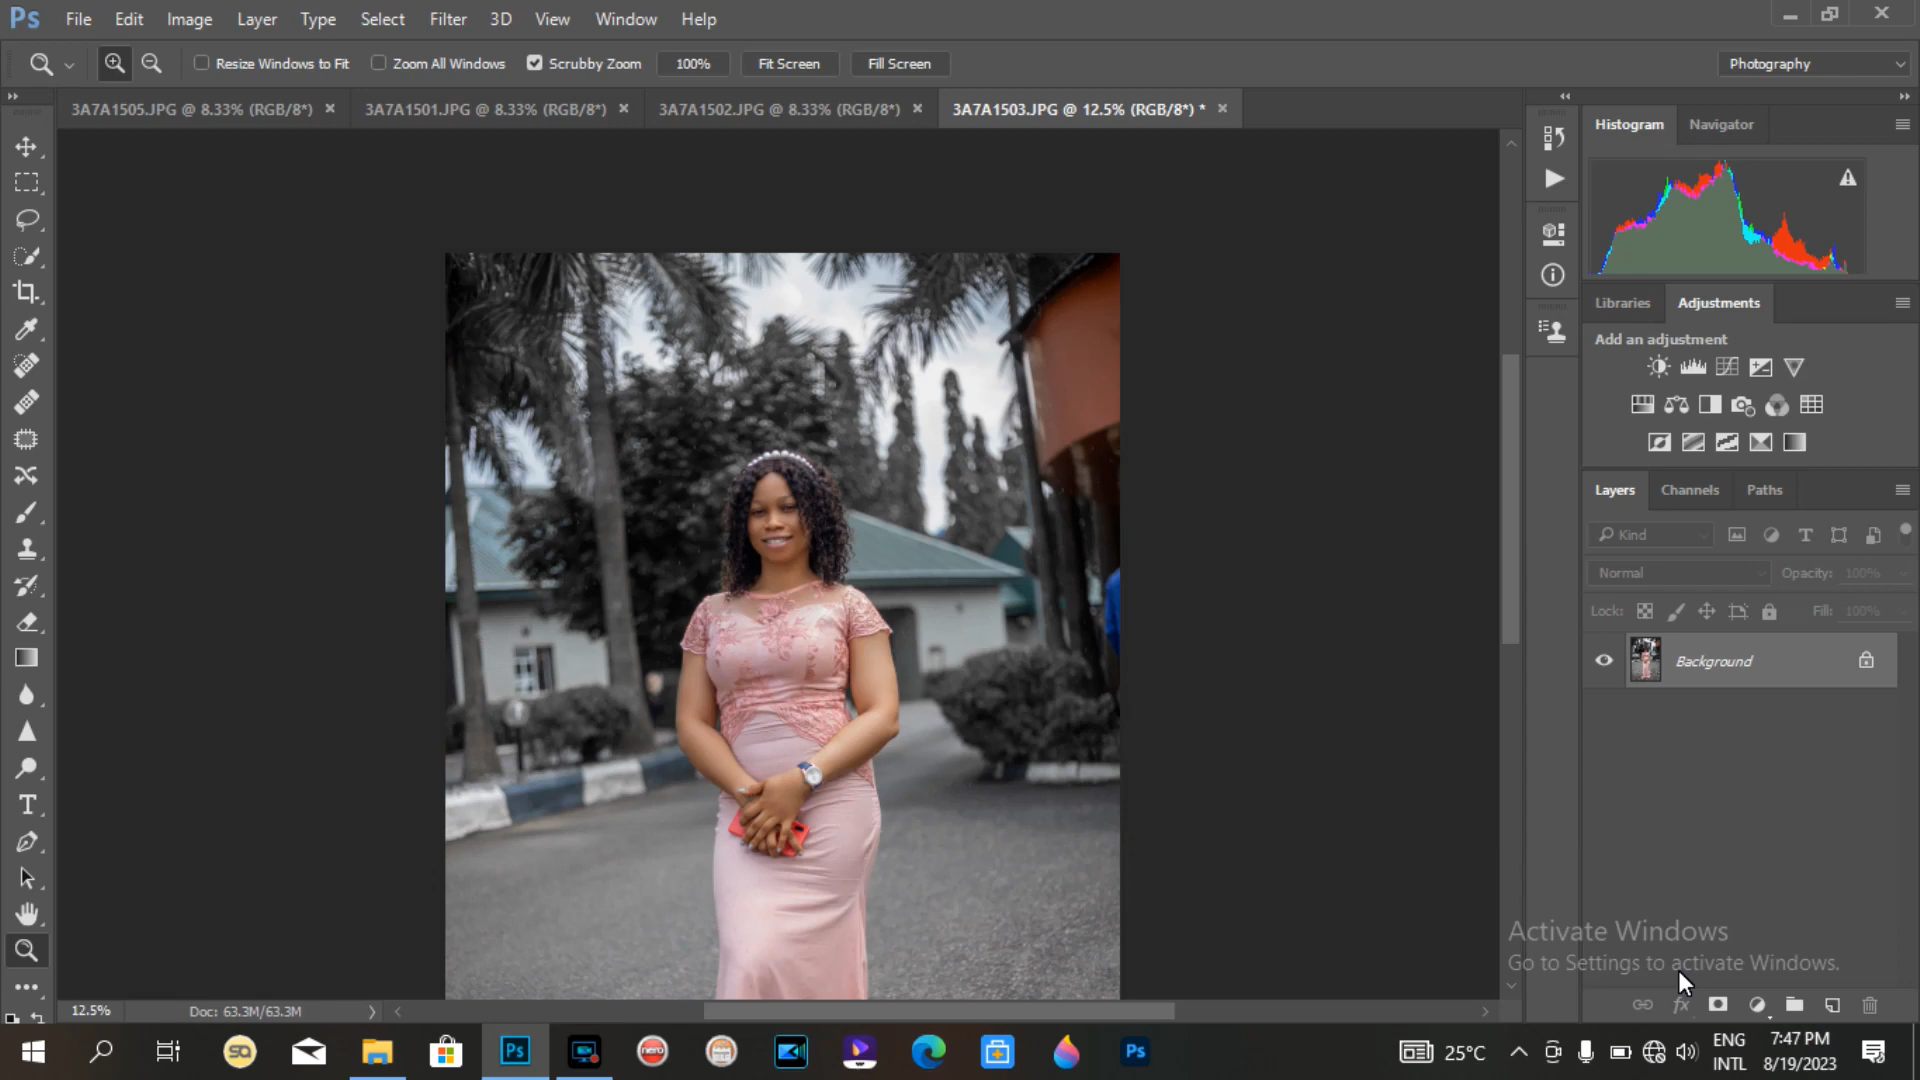 Ps File Edit Image Layer Type Select Filter 3D View Window Help
Resize Windows to Fit Zoom All Windows Scrubby Zoom 100% Fit Screen Fill Screen Photography
3A7A1505.JPG @ 8.33% (RGB/8*) × 3A7A1501.JPG @ 8.33% (RGB/8*) × 3A7A1502.JPG @ 8.33% (RGB/8*) × 3A7A1503.JPG @ 12.5% (RGB/8*) * ×
Histogram Navigator
Libraries Adjustments
Add an adjustment
Layers Channels Paths
Kind
Normal Opacity: 100%
Lock: Fill: 100%
Background
Activate Windows
Go to Settings to activate Windows.
fx
12.5% Doc: 63.3M/63.3M
Ps Ps 25°C ENG 7:47 PM
INTL 8/19/2023